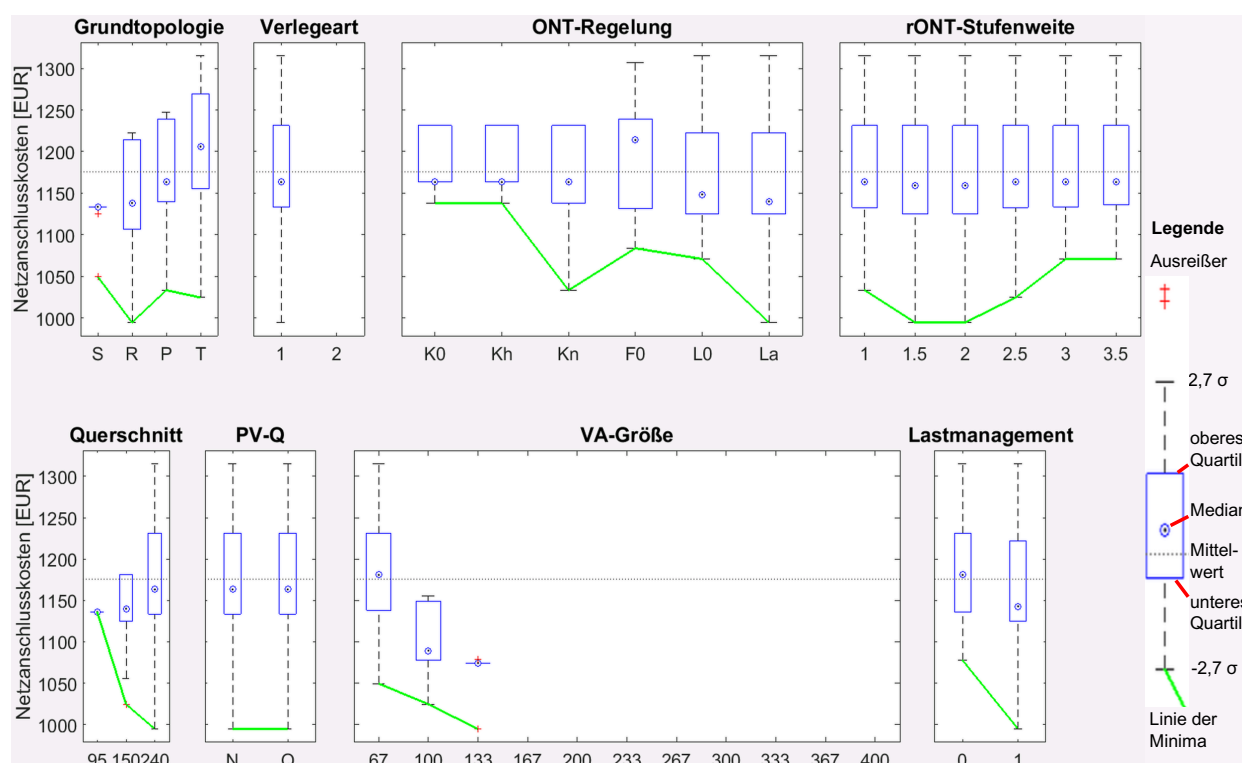 Grundtopologie
Verlegeart
ONT-Regelung
rONT-Stufenweite
Netzanschlusskosten [EUR]
1300
1250
1200
1150
1100
1050
1000
S R P T
1 2
K0 Kh Kn F0 L0 La
1 1.5 2 2.5 3 3.5
Legende
Ausreißer
2,7 σ
oberes
Quartil
Median
Mittel-
wert
unteres
Quartil
-2,7 σ
Linie der
Minima
Querschnitt
PV-Q
VA-Größe
Lastmanagement
Netzanschlusskosten [EUR]
1300
1250
1200
1150
1100
1050
1000
95 150 240
N Q
67 100 133 167 200 233 267 300 333 367 400
0 1